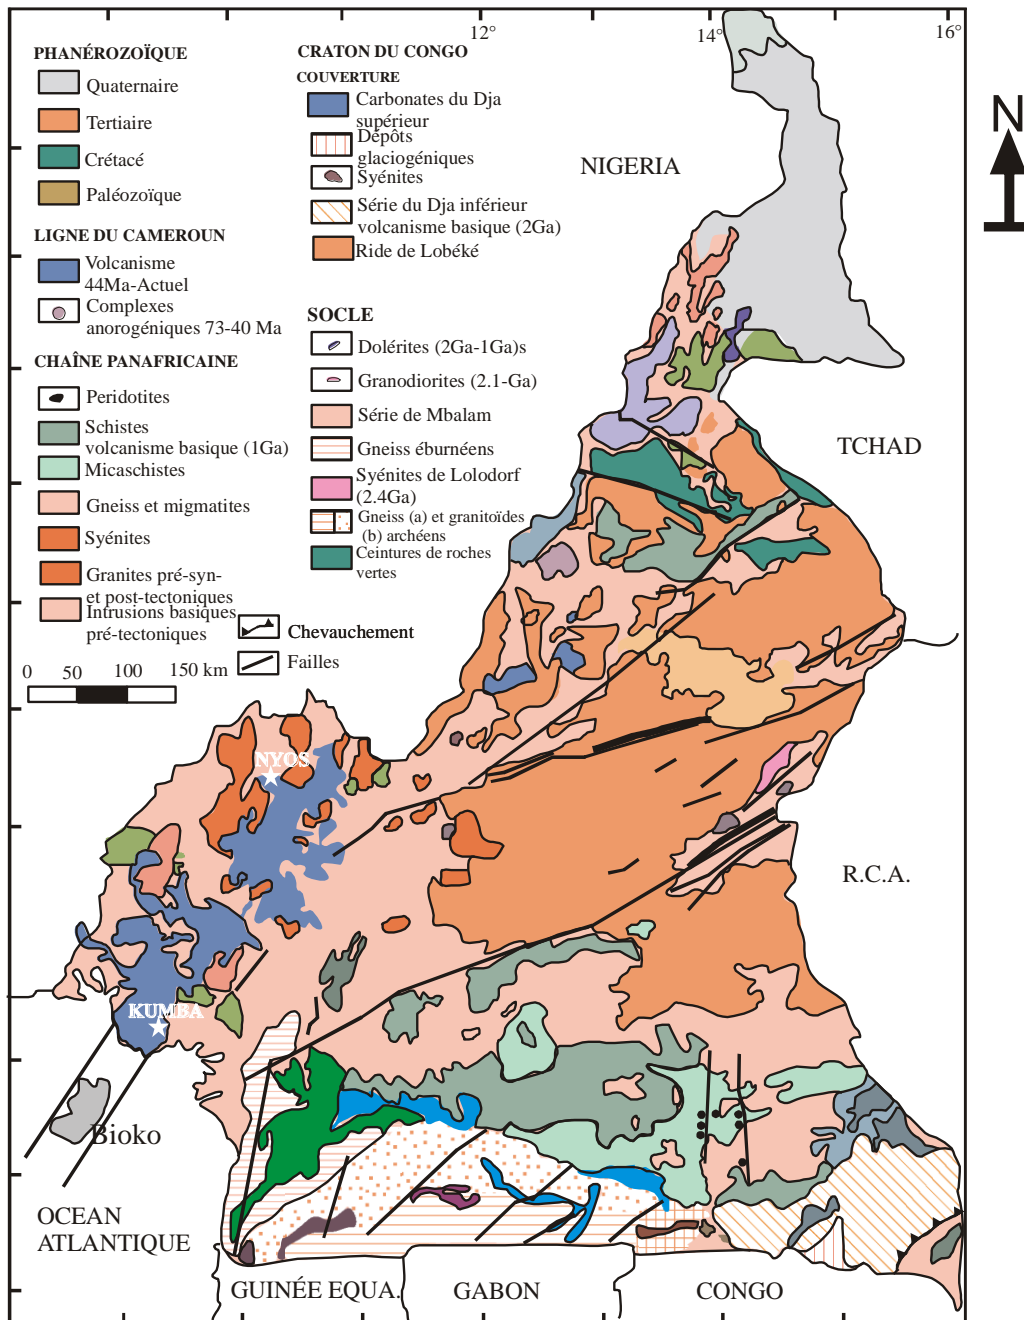 12°
14°
16°
N
PHANÉROZOÏQUE
Quaternaire
Tertiaire
Crétacé
Paléozoïque
LIGNE DU CAMEROUN
Volcanisme
44Ma-Actuel
Complexes
anorogéniques 73-40 Ma
CHAÎNE PANAFRICAINE
Peridotites
Schistes
volcanisme basique (1Ga)
Micaschistes
Gneiss et migmatites
Syénites
Granites pré-syn-
et post-tectoniques
Intrusions basiques
pré-tectoniques
CRATON DU CONGO
COUVERTURE
Carbonates du Dja
supérieur
Dépôts
glaciogéniques
Syénites
Série du Dja inférieur
volcanisme basique (2Ga)
Ride de Lobéké
SOCLE
Dolérites (2Ga-1Ga)s
Granodiorites (2.1-Ga)
Série de Mbalam
Gneiss éburnéens
Syénites de Lolodorf
(2.4Ga)
Gneiss (a) et granitoïdes
(b) archéens
Ceintures de roches
vertes
Chevauchement
Failles
0 50 100 150 km
NIGERIA
TCHAD
R.C.A.
NYOS
KUMBA
Bioko
OCEAN
ATLANTIQUE
GUINÉE EQUA.
GABON
CONGO